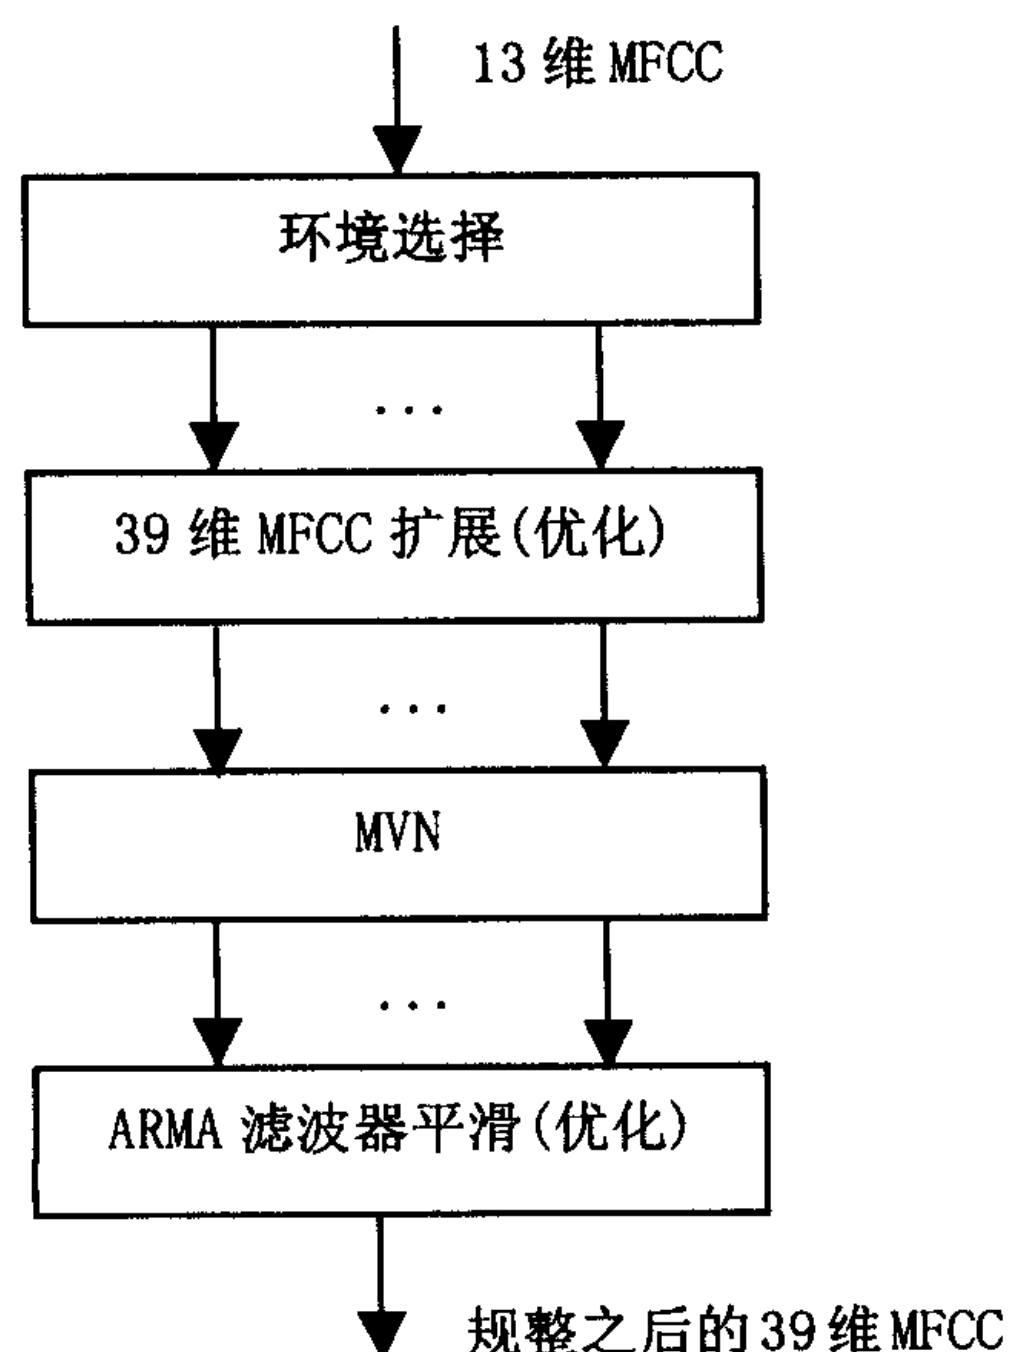 13 维 MFCC
环境选择
...
39 维 MFCC 扩展(优化)
...
MVN
...
ARMA 滤波器平滑(优化)
规整之后的 39 维 MFCC